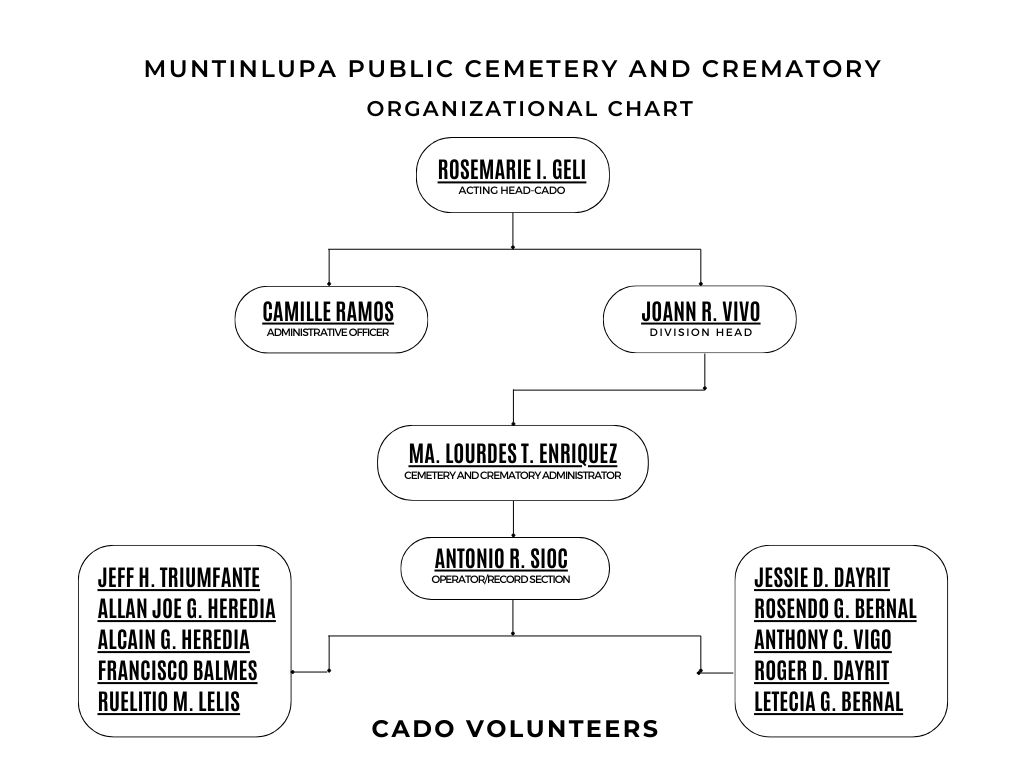 MUNTINLUPA PUBLIC CEMETERY AND CREMATORY
ORGANIZATIONAL CHART
ROSEMARIE I. GELI
ACTING HEAD-CADO
CAMILLE RAMOS
ADMINISTRATIVE OFFICER
JOANN R. VIVO
DIVISION HEAD
MA. LOURDES T. ENRIQUEZ
CEMETERY AND CREMATORY ADMINISTRATOR
ANTONIO R. SIOC
OPERATOR/RECORD SECTION
JEFF H. TRIUMFANTE
ALLAN JOE G. HEREDIA
ALCAIN G. HEREDIA
FRANCISCO BALMES
RUELITIO M. LELIS
JESSIE D. DAYRIT
ROSENDO G. BERNAL
ANTHONY C. VIGO
ROGER D. DAYRIT
LETECIA G. BERNAL
CADO VOLUNTEERS